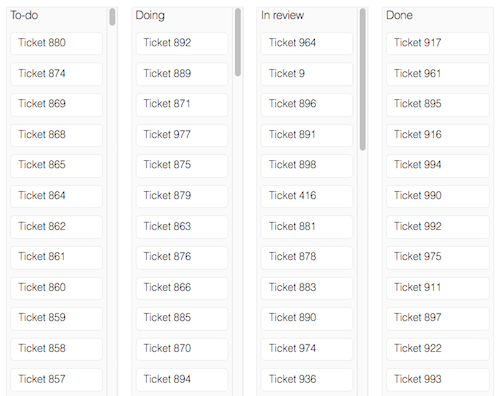 To-do
Ticket 880
Ticket 874
Ticket 869
Ticket 868
Ticket 865
Ticket 864
Ticket 862
Ticket 861
Ticket 860
Ticket 859
Ticket 858
Ticket 857
Doing
Ticket 892
Ticket 889
Ticket 871
Ticket 977
Ticket 875
Ticket 879
Ticket 863
Ticket 876
Ticket 866
Ticket 885
Ticket 870
Ticket 894
In review
Ticket 964
Ticket 9
Ticket 896
Ticket 891
Ticket 898
Ticket 416
Ticket 881
Ticket 878
Ticket 883
Ticket 890
Ticket 974
Ticket 936
Done
Ticket 917
Ticket 961
Ticket 895
Ticket 916
Ticket 994
Ticket 990
Ticket 992
Ticket 975
Ticket 911
Ticket 897
Ticket 922
Ticket 993